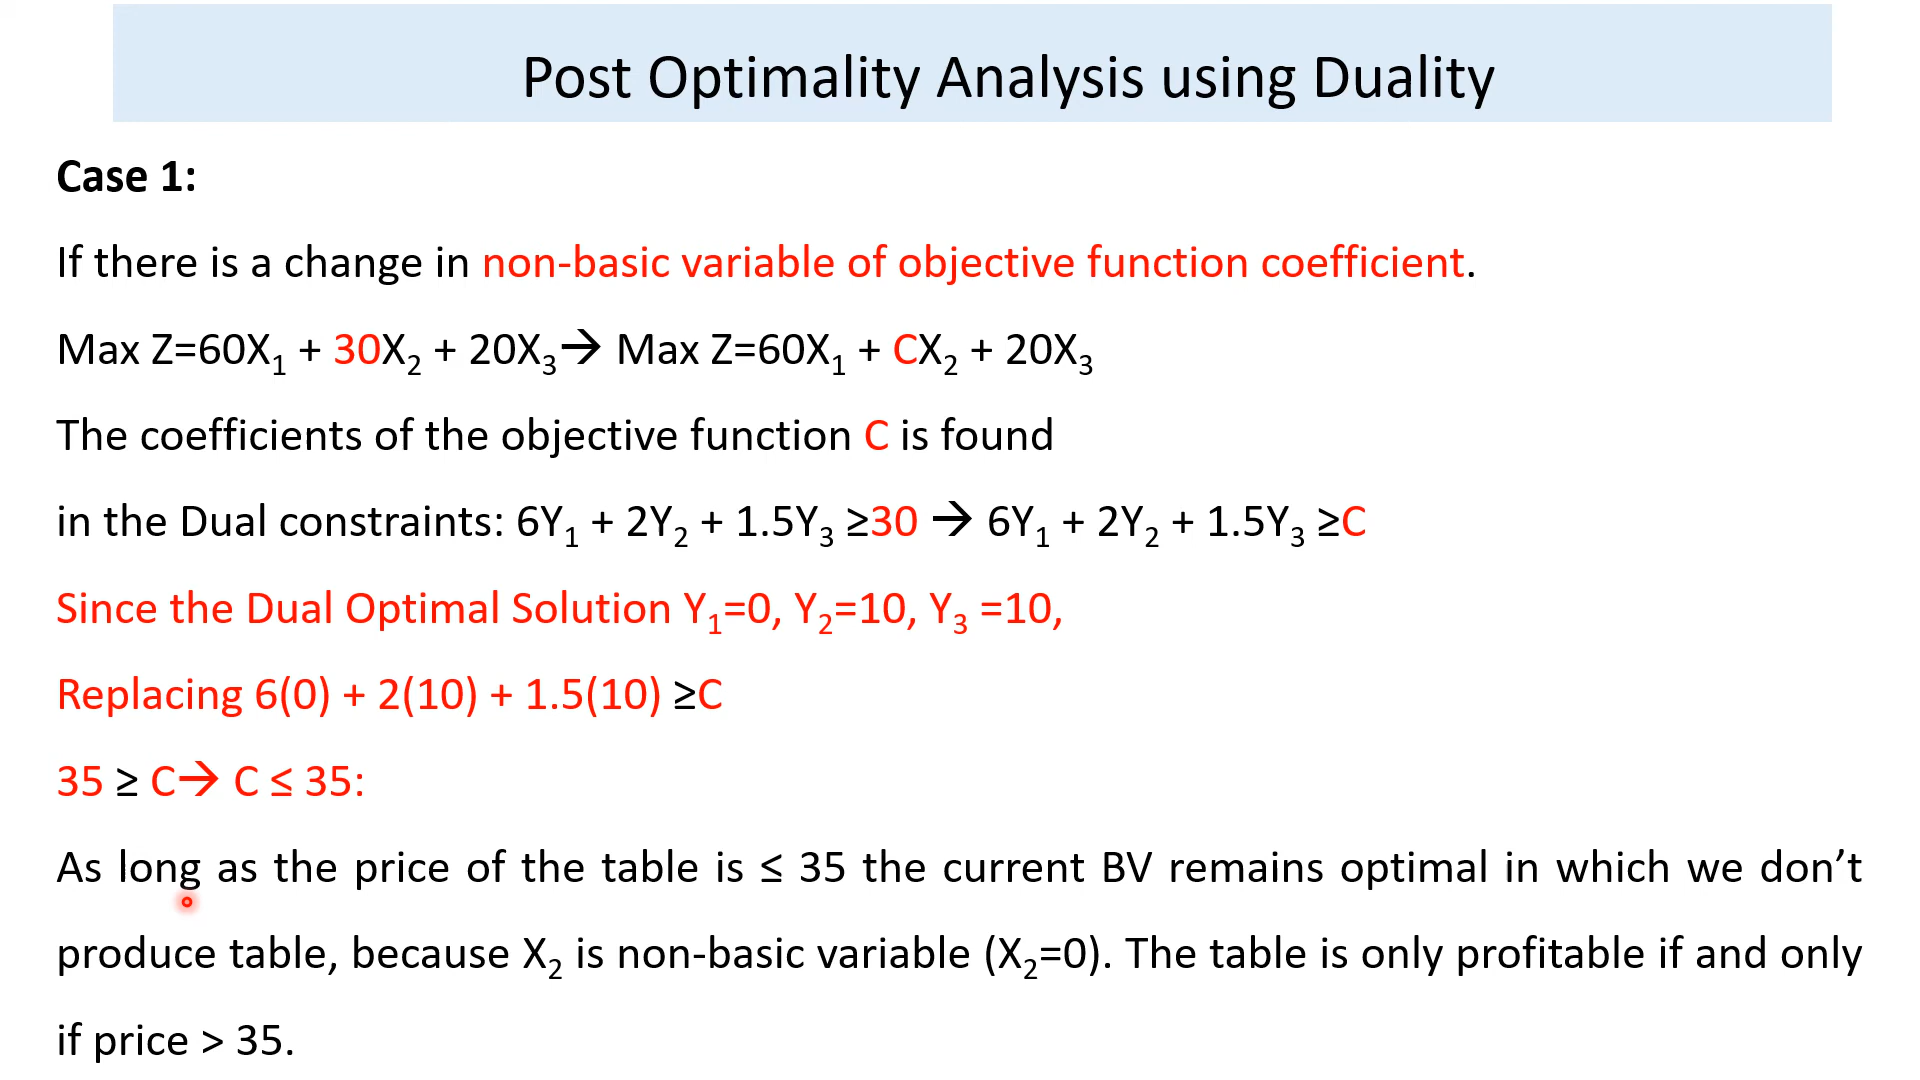 Post Optimality Analysis using Duality
Case 1:
If there is a change in non-basic variable of objective function coefficient.
Max Z=60X₁ + 30X₂ + 20X₃→ Max Z=60X₁ + CX₂ + 20X₃
The coefficients of the objective function C is found
in the Dual constraints: 6Y₁ + 2Y₂ + 1.5Y₃ ≥30 → 6Y₁ + 2Y₂ + 1.5Y₃ ≥C
Since the Dual Optimal Solution Y₁=0, Y₂=10, Y₃ =10,
Replacing 6(0) + 2(10) + 1.5(10) ≥C
35 ≥ C→ C ≤ 35:
As long as the price of the table is ≤ 35 the current BV remains optimal in which we don’t
produce table, because X₂ is non-basic variable (X₂=0). The table is only profitable if and only
if price > 35.